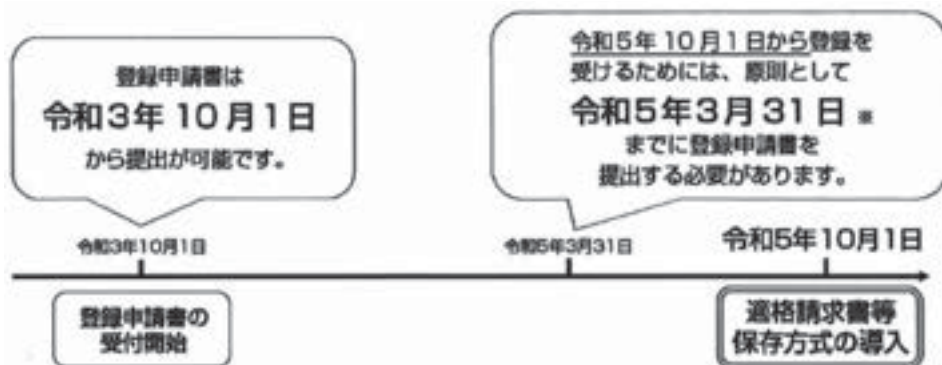 登録申請書は
令和3年 10月1日
から提出が可能です。
令和5年 10月1日から登録を
受けるためには、原則として
令和5年3月31日 ※
までに登録申請書を
提出する必要があります。
令和3年10月1日
令和5年3月31日
令和5年10月1日
登録申請書の
受付開始
適格請求書等
保存方式の導入